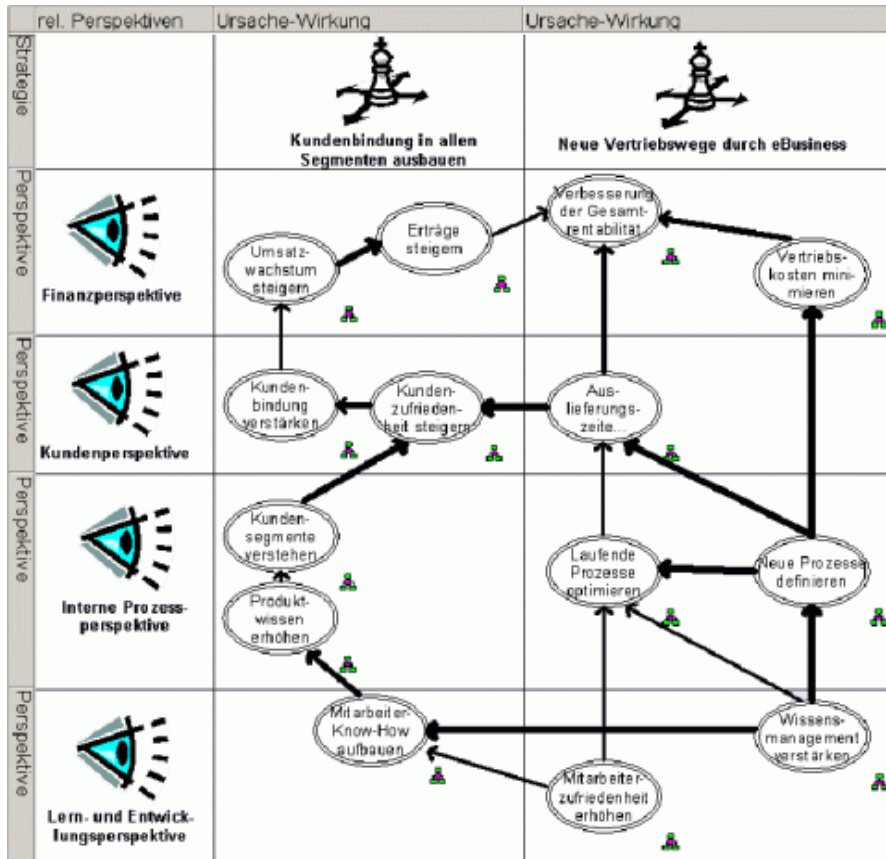 rel. Perspektiven
Ursache-Wirkung
Ursache-Wirkung
Strategie
Kundenbindung in allen
Segmenten ausbauen
Neue Vertriebswege durch eBusiness
Perspektive
Finanzperspektive
Umsatz-
wachstum
steigern
Erträge
steigern
Verbesserung
der Gesamt-
rentabilität
Vertriebs-
kosten mini-
mieren
Perspektive
Kundenperspektive
Kunden-
bindung
verstärken
Kunden-
zufrieden-
heit steigern
Aus-
lieferungs-
zeite...
Perspektive
Interne Prozess-
perspektive
Kunden-
segmente
verstehen
Produkt-
wissen
erhöhen
Laufende
Prozesse
optimieren
Neue Prozesse
definieren
Perspektive
Lern- und Entwick-
lungsperspektive
Mitarbeiter-
Know-How
aufbauen
Mitarbeiter-
zufriedenheit
erhöhen
Wissens-
management
verstärken